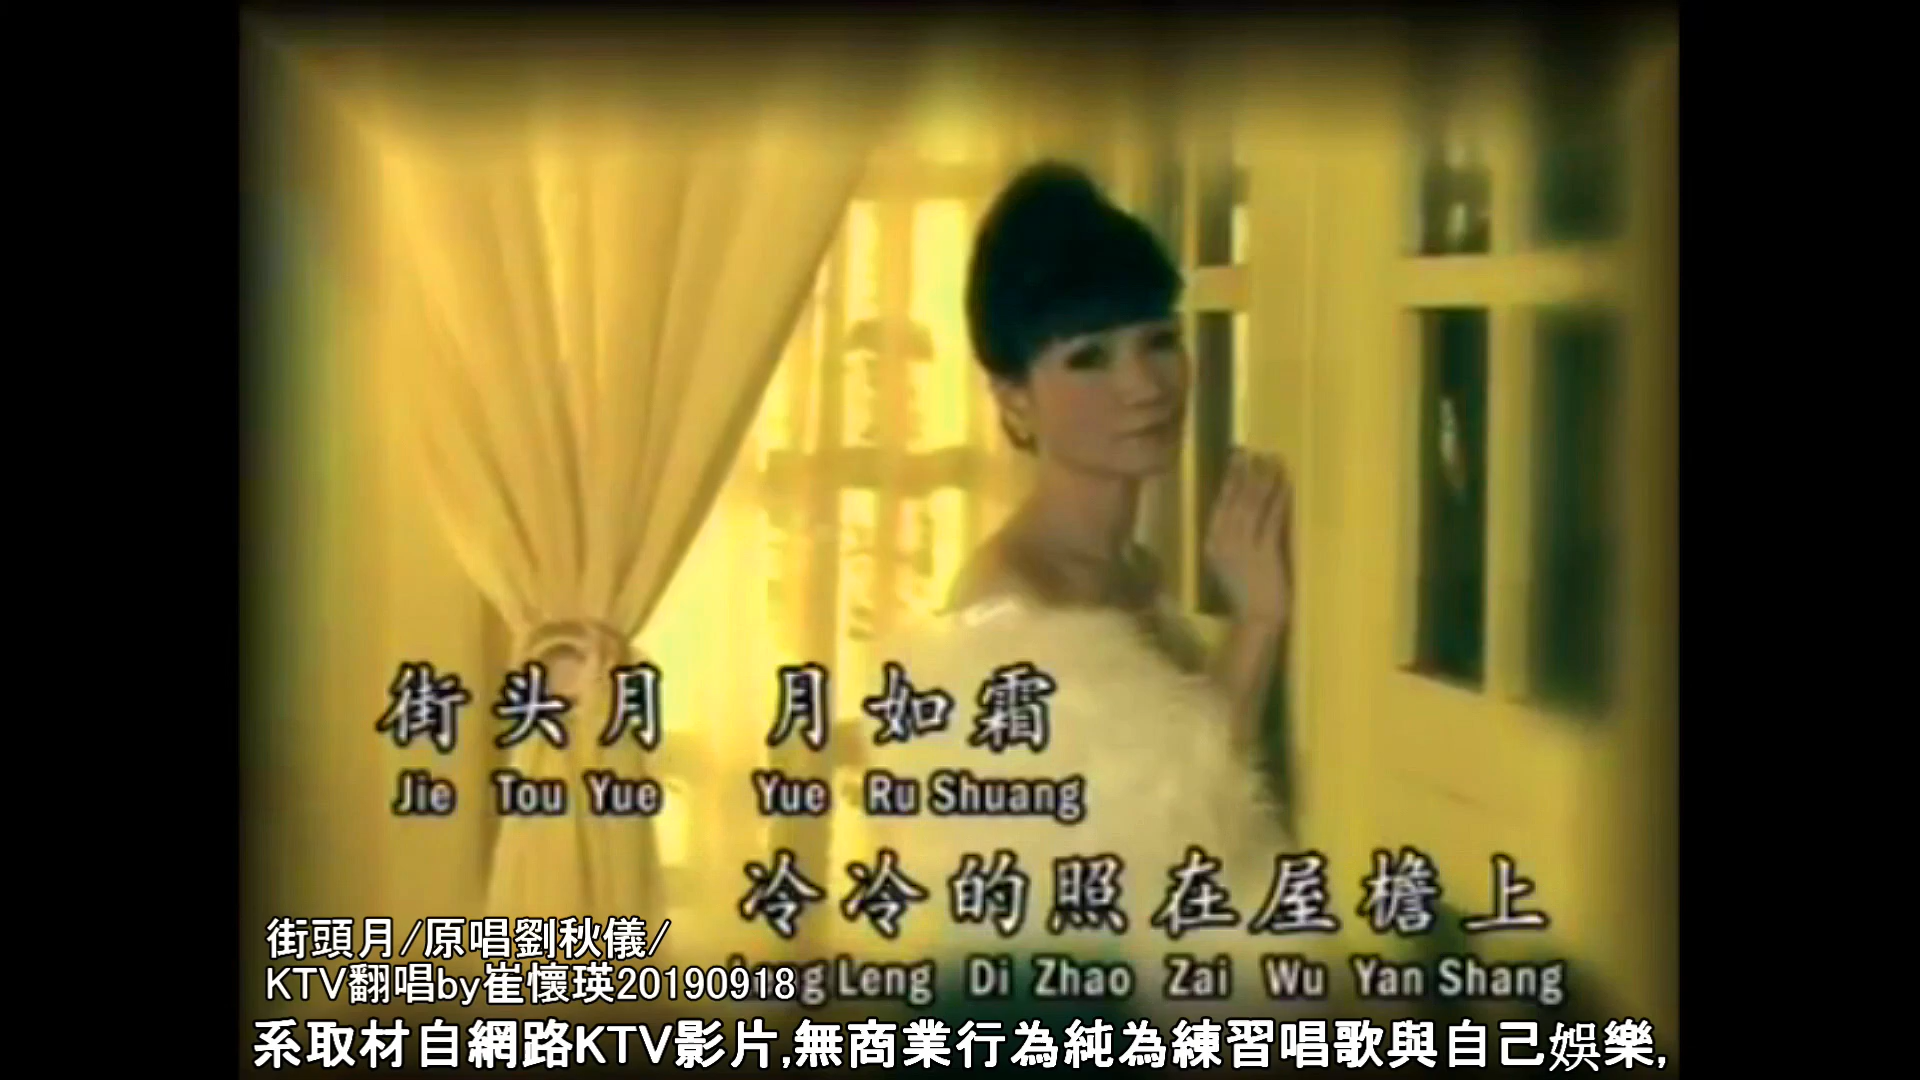 街头月 月如霜
Jie Tou Yue Yue Ru Shuang
冷冷的照在屋檐上
Leng Di Zhao Zai Wu Yan Shang
街頭月/原唱劉秋儀/
KTV翻唱by崔懷瑛20190918
系取材自網路KTV影片,無商業行為純為練習唱歌與自己娛樂,